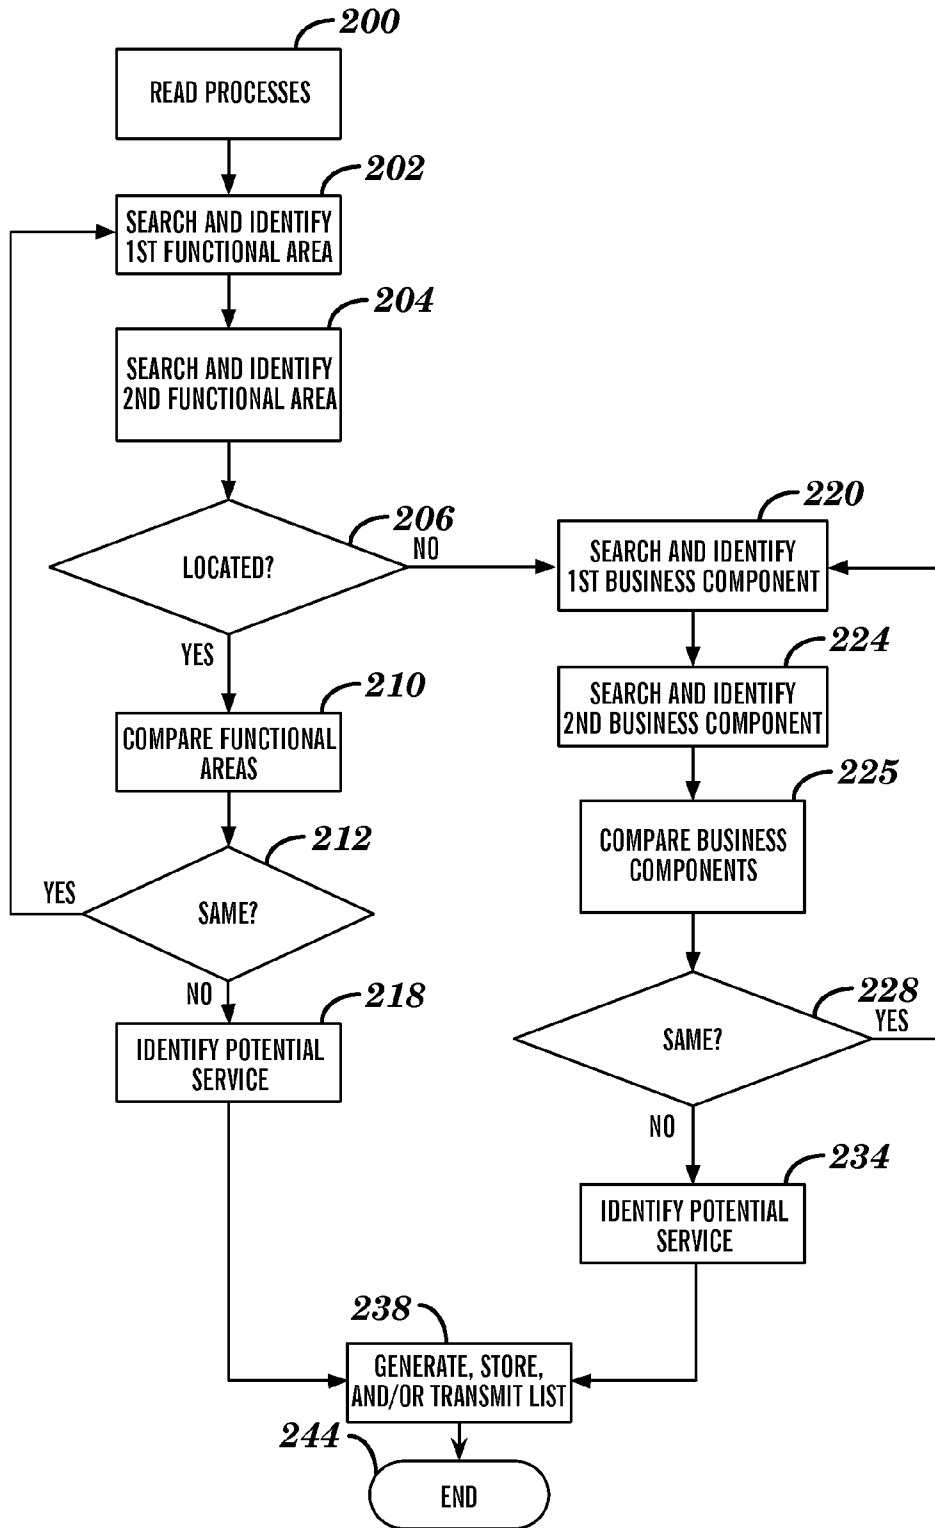 200
READ PROCESSES
202
SEARCH AND IDENTIFY
1ST FUNCTIONAL AREA
204
SEARCH AND IDENTIFY
2ND FUNCTIONAL AREA
206
LOCATED?
NO
YES
210
COMPARE FUNCTIONAL
AREAS
212
SAME?
YES
NO
218
IDENTIFY POTENTIAL
SERVICE
220
SEARCH AND IDENTIFY
1ST BUSINESS COMPONENT
224
SEARCH AND IDENTIFY
2ND BUSINESS COMPONENT
225
COMPARE BUSINESS
COMPONENTS
228
SAME?
YES
NO
234
IDENTIFY POTENTIAL
SERVICE
238
GENERATE, STORE,
AND/OR TRANSMIT LIST
244
END